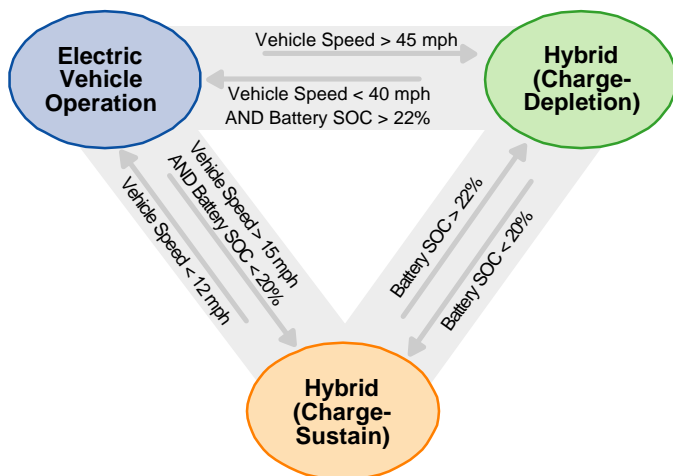 Electric
Vehicle
Operation
Vehicle Speed > 45 mph
Vehicle Speed < 40 mph
AND Battery SOC > 22%
Hybrid
(Charge-
Depletion)
Vehicle Speed > 15 mph
AND Battery SOC < 20%
Vehicle Speed < 12 mph
Battery SOC > 22%
Battery SOC < 20%
Hybrid
(Charge-
Sustain)